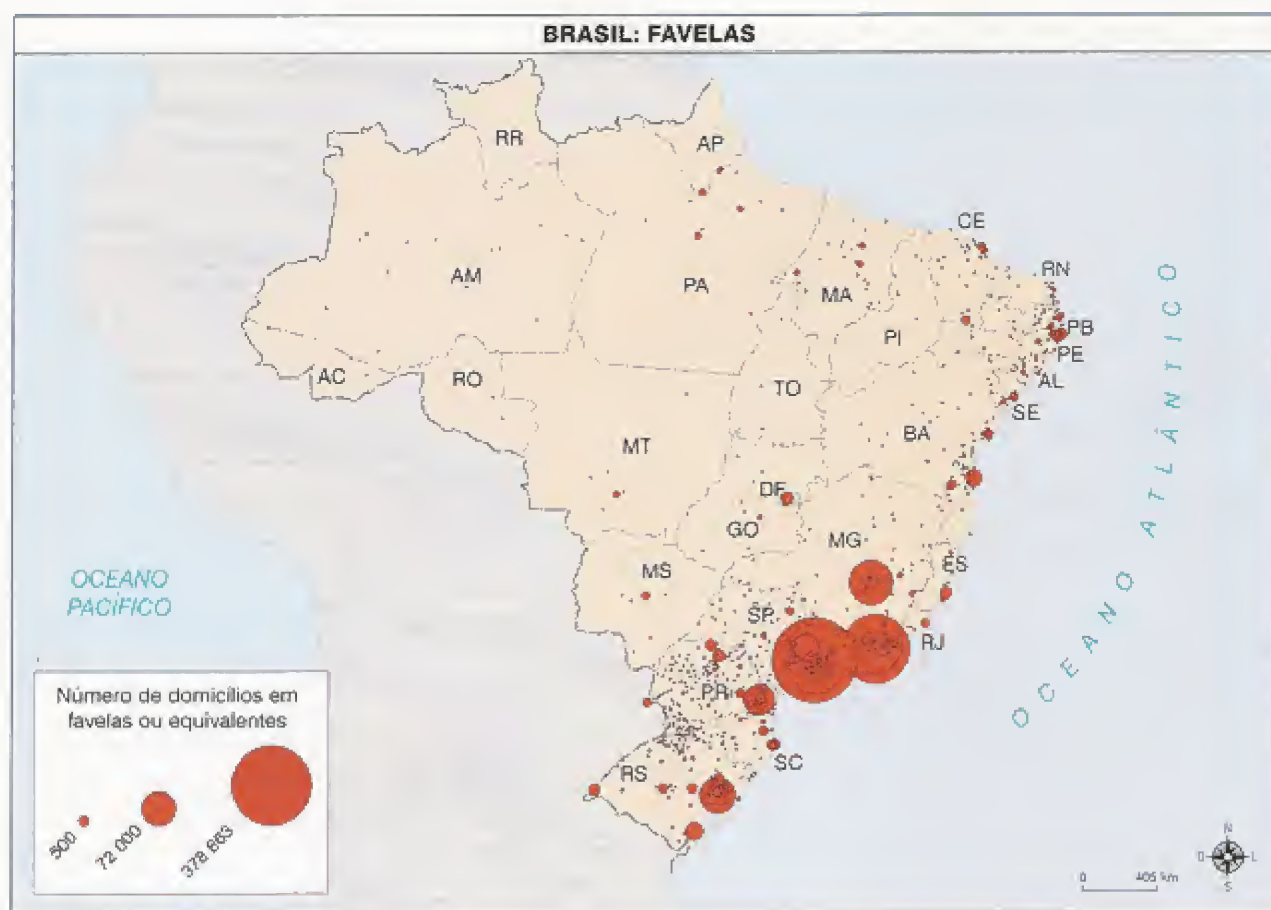 BRASIL: FAVELAS
RR
AP
CE
RN
AM
PA
MA
PB
PI
PE
AC
RO
TO
AL
SE
BA
MT
DF
GO
MG
MS
ES
OCEANO
PACÍFICO
OCEANO ATLÂNTICO
SP
RJ
PR
SC
RS
Número de domicílios em
favelas ou equivalentes
500
72 000
N
O
L
S
0
405 km